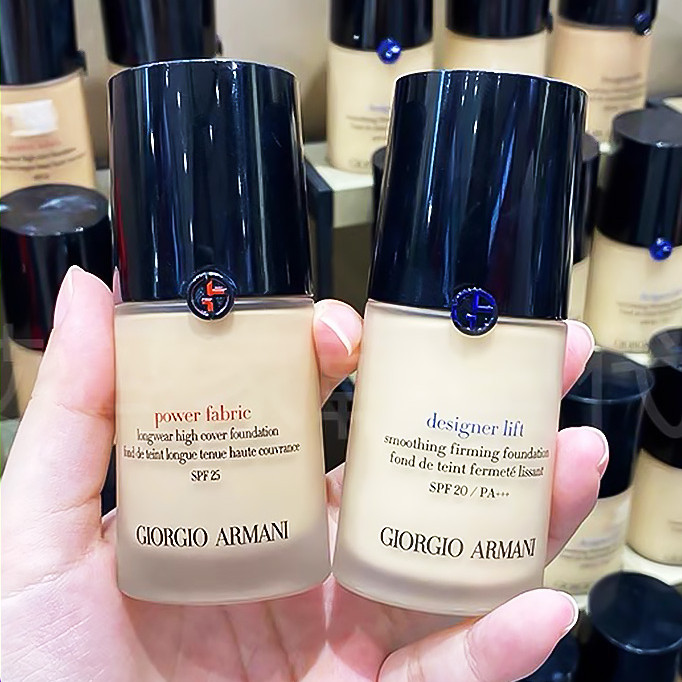 power fabric
longwear high cover foundation
fond de teint longue tenue haute couvrance
SPF 25
GIORGIO ARMANI
designer lift
smoothing firming foundation
fond de teint fermeté lissant
SPF 20 / PA+++
GIORGIO ARMANI